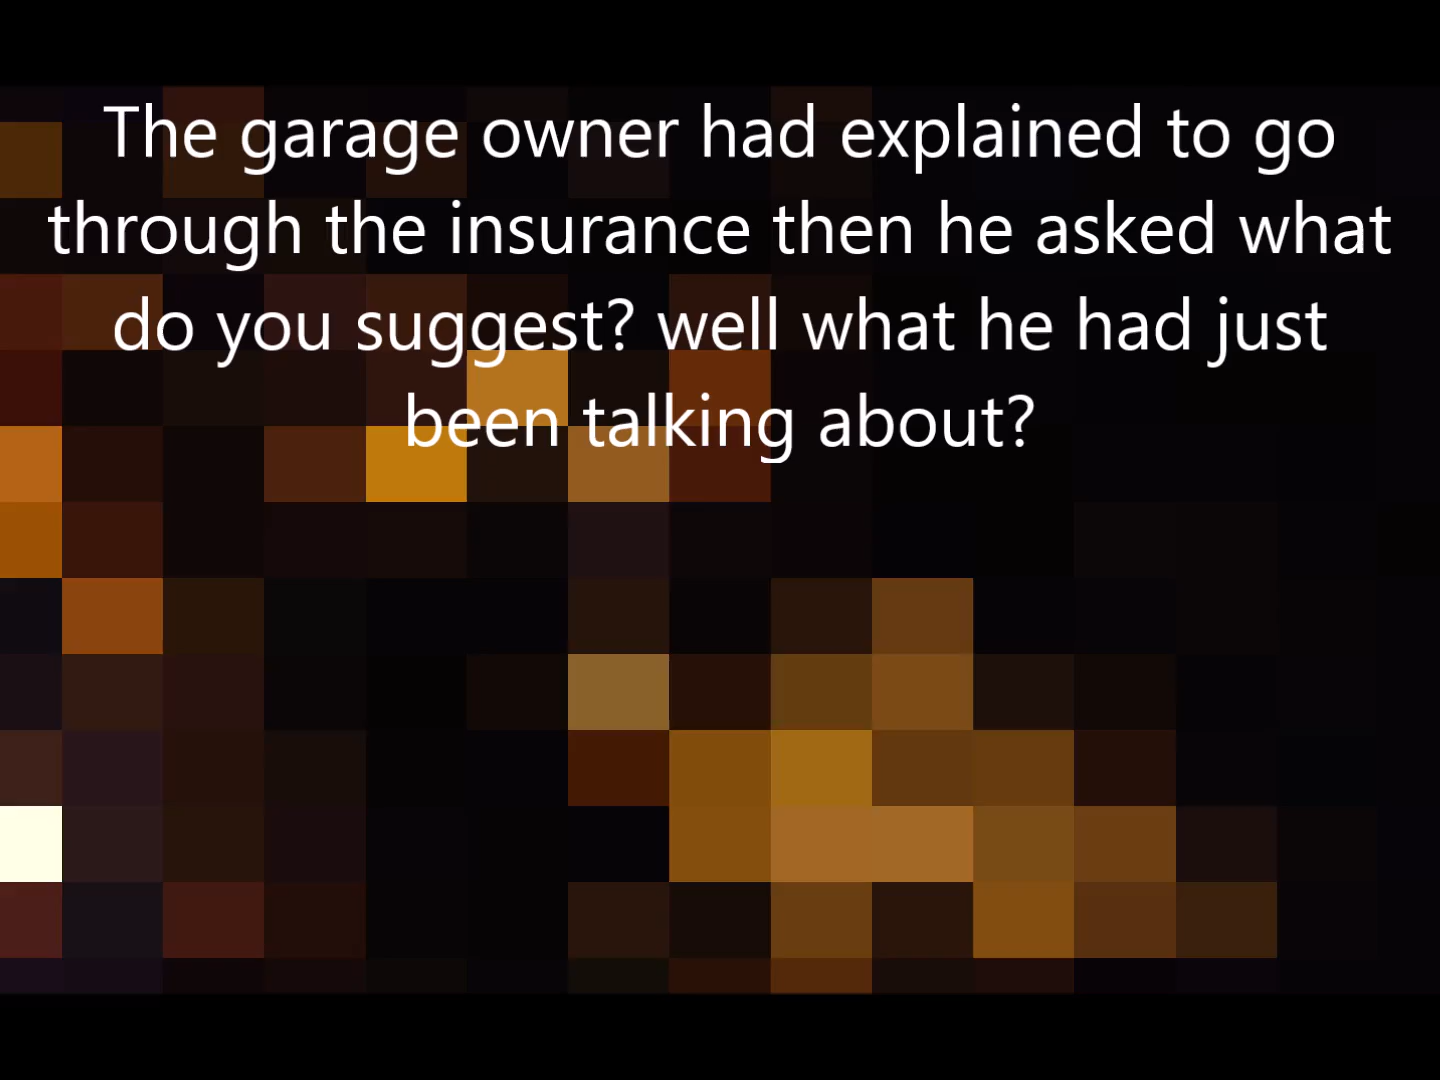 The garage owner had explained to go
through the insurance then he asked what
do you suggest? well what he had just
been talking about?